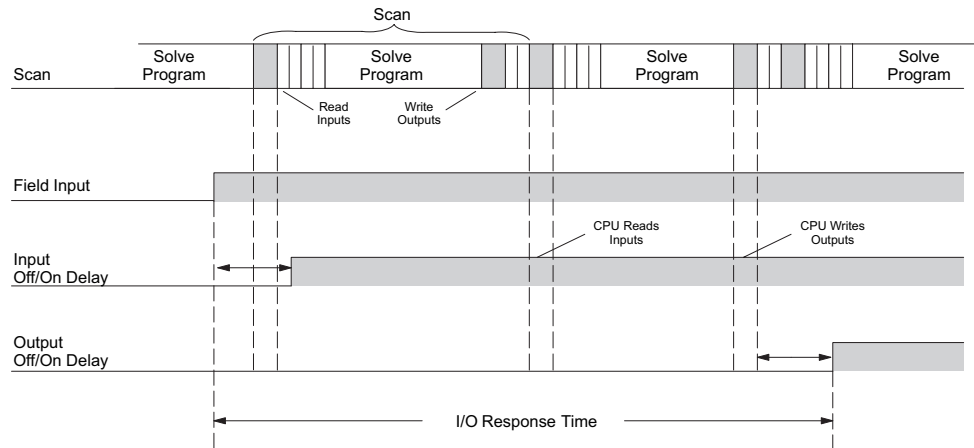 Scan
Solve
Program
Solve
Program
Solve
Program
Solve
Program
Scan
Read
Inputs
Write
Outputs
Field Input
CPU Reads
Inputs
CPU Writes
Outputs
Input
Off/On Delay
Output
Off/On Delay
I/O Response Time